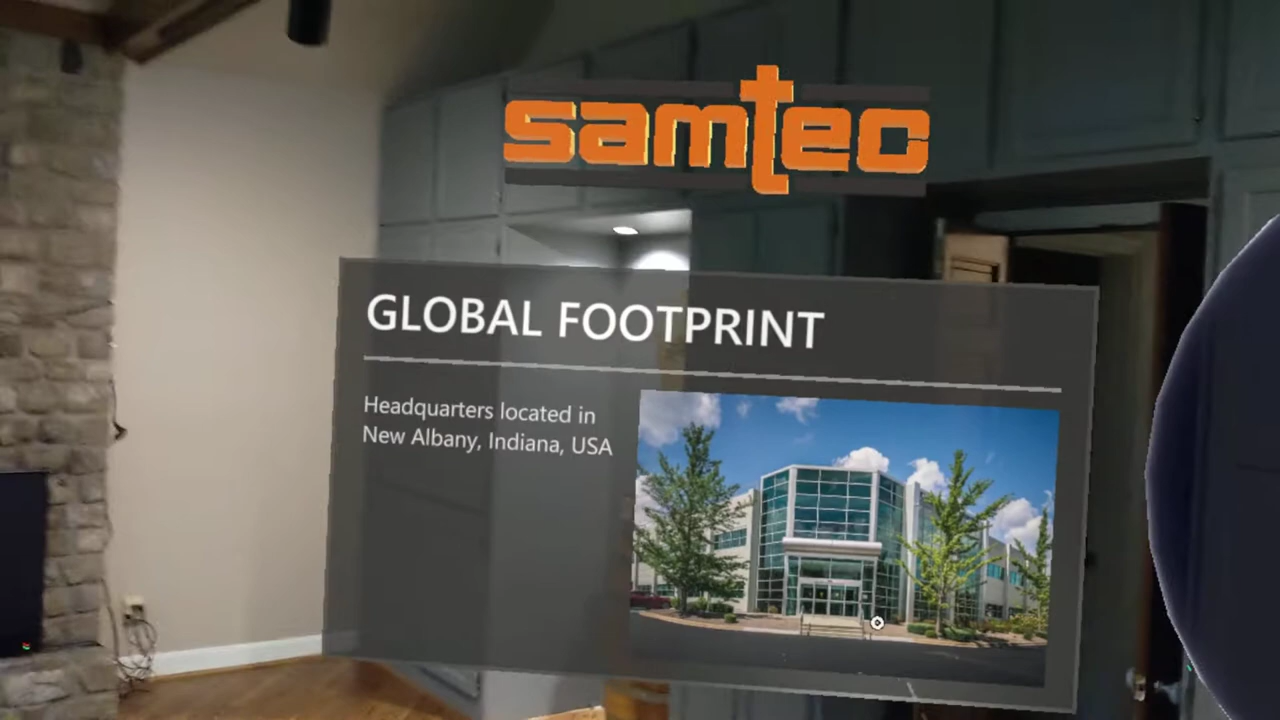 samtec
GLOBAL FOOTPRINT
Headquarters located in
New Albany, Indiana, USA